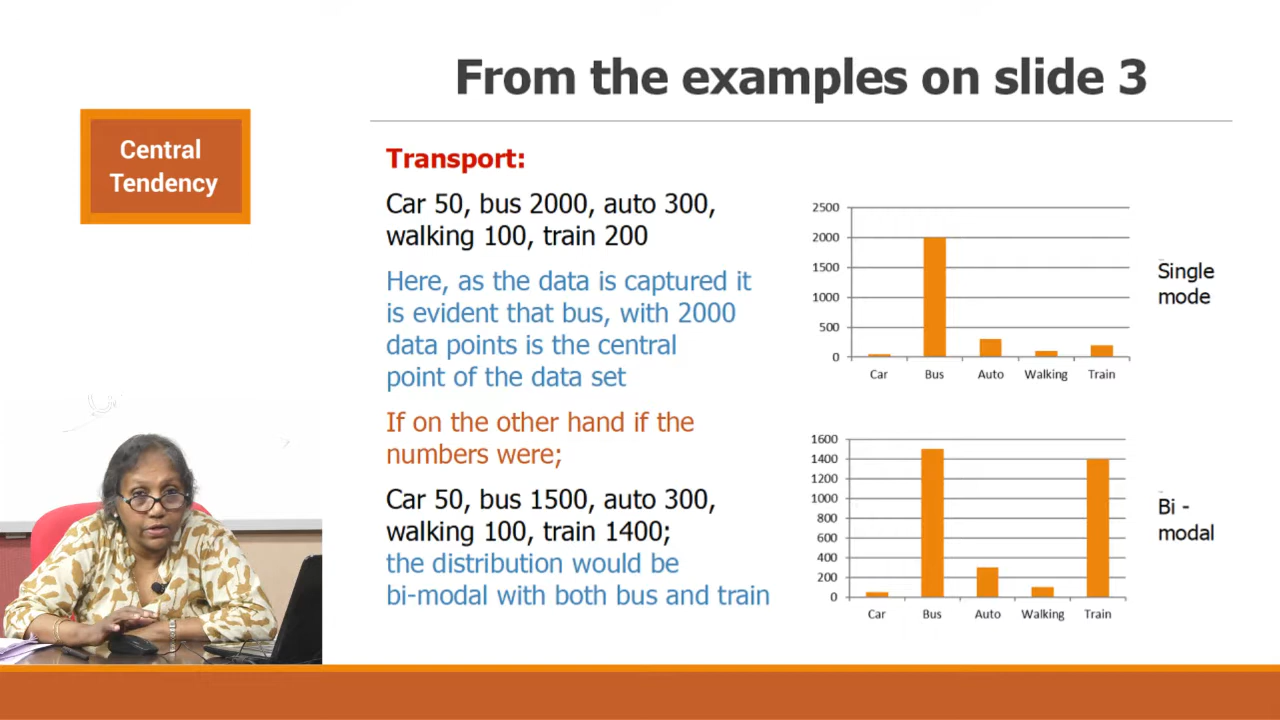 From the examples on slide 3
Central
Tendency
Transport:
Car 50, bus 2000, auto 300,
walking 100, train 200
Here, as the data is captured it
is evident that bus, with 2000
data points is the central
point of the data set
If on the other hand if the
numbers were;
Car 50, bus 1500, auto 300,
walking 100, train 1400;
the distribution would be
bi-modal with both bus and train
2500
2000
1500
1000
500
0
Car Bus Auto Walking Train
Single
mode
1600
1400
1200
1000
800
600
400
200
0
Car Bus Auto Walking Train
Bi -
modal